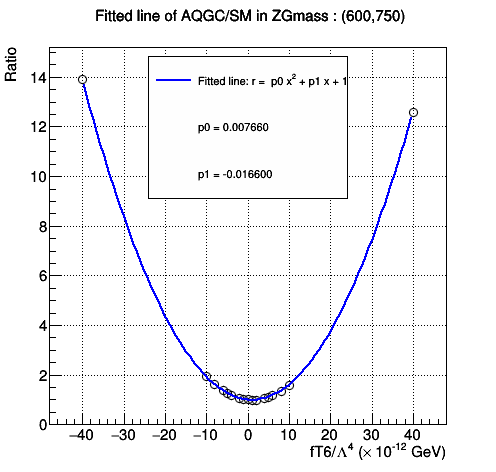 Fitted line of AQGC/SM in ZGmass : (600,750)
Ratio
14
12
10
8
6
4
2
0
Fitted line: r = p0 x² + p1 x + 1
p0 = 0.007660
p1 = -0.016600
−40 −30 −20 −10 0 10 20 30 40
fT6/Λ⁴ (× 10⁻¹² GeV)